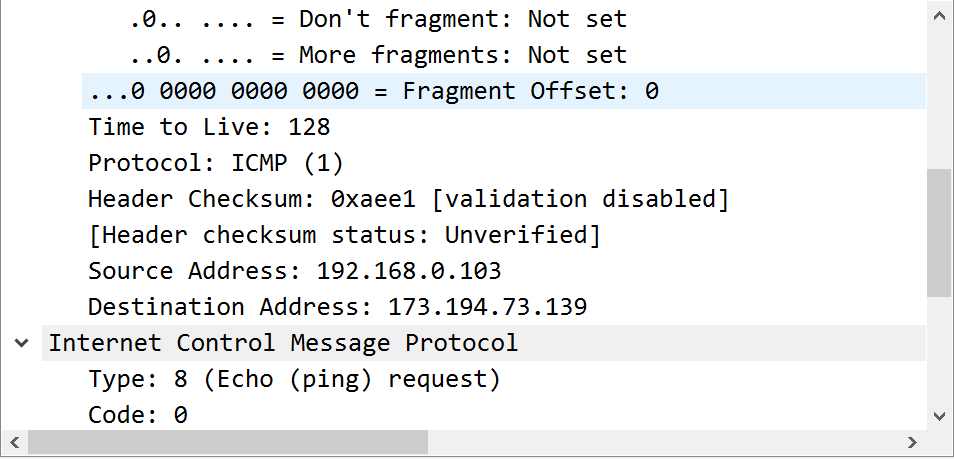 .0.. .... = Don't fragment: Not set
..0. .... = More fragments: Not set
...0 0000 0000 0000 = Fragment Offset: 0
Time to Live: 128
Protocol: ICMP (1)
Header Checksum: 0xaee1 [validation disabled]
[Header checksum status: Unverified]
Source Address: 192.168.0.103
Destination Address: 173.194.73.139
Internet Control Message Protocol
Type: 8 (Echo (ping) request)
Code: 0